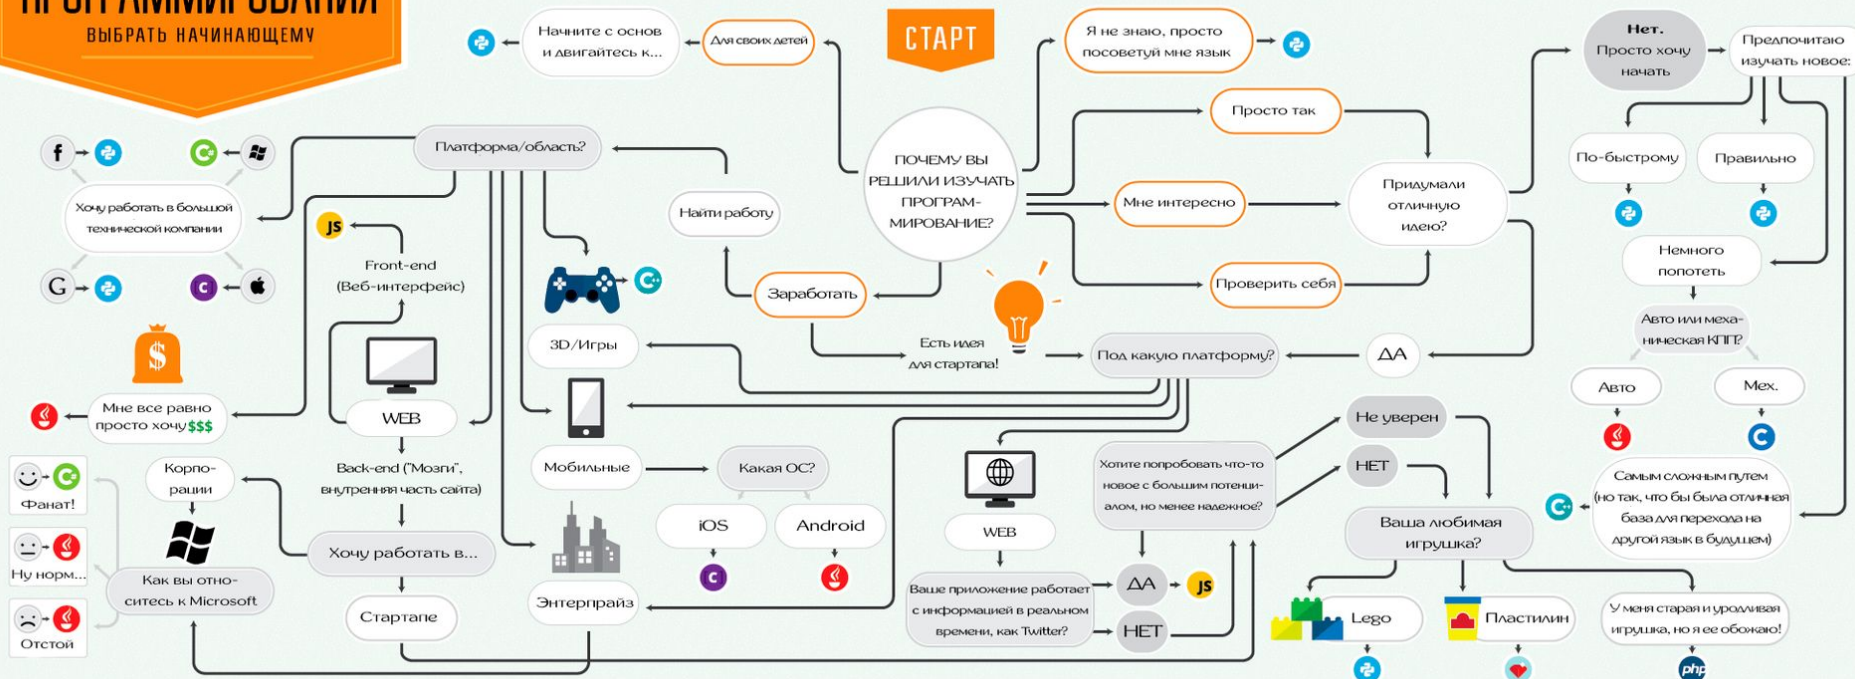 ПРОГРАММИРОВАНИЯ
ВЫБРАТЬ НАЧИНАЮЩЕМУ
СТАРТ
ПОЧЕМУ ВЫ
РЕШИЛИ ИЗУЧАТЬ
ПРОГРАМ-
МИРОВАНИЕ?
Для своих детей
Начните с основ
и двигайтесь к...
Я не знаю, просто
посоветуй мне язык
Просто так
Мне интересно
Проверить себя
Придумали
отличную
идею?
Нет.
Просто хочу
начать
Предпочитаю
изучать новое:
По-быстрому
Правильно
Немного
попотеть
Авто или меха-
ническая КПП?
Авто
Мех.
C
Самым сложным путем
(но так, что бы была отличная
база для перехода на
другой язык в будущем)
C++
ДА
Под какую платформу?
Заработать
Есть идея
для стартапа!
Найти работу
Платформа/область?
f
C#
Хочу работать в большой
технической компании
G
C
$
Мне все равно
просто хочу $$$
JS
Front-end
(Веб-интерфейс)
WEB
Back-end ("Мозги",
внутренняя часть сайта)
Хочу работать в...
Корпо-
рации
Стартапе
Как вы отно-
ситесь к Microsoft
C#
Фанат!
Ну норм...
Отстой
C++
3D/Игры
Мобильные
Какая ОС?
iOS
Android
C
Энтерпрайз
WEB
Ваше приложение работает
с информацией в реальном
времени, как Twitter?
ДА
JS
НЕТ
Хотите попробовать что-то
новое с большим потенци-
алом, но менее надежное?
Не уверен
НЕТ
Ваша любимая
игрушка?
Lego
Пластилин
У меня старая и уродливая
игрушка, но я ее обожаю!
php